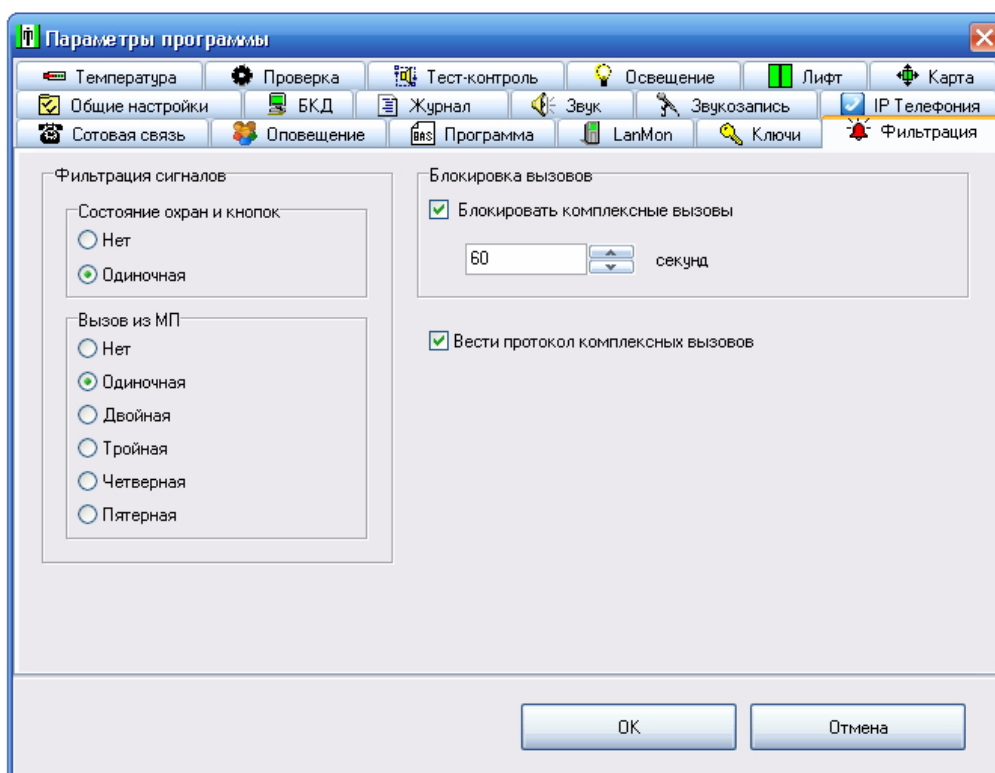 Параметры программы
Температура Проверка Тест-контроль Освещение Лифт Карта
Общие настройки БКД Журнал Звук Звукозапись IP Телефония
Сотовая связь Оповещение BAS Программа LanMon Ключи Фильтрация
Фильтрация сигналов
Состояние охран и кнопок
Нет
Одиночная
Вызов из МП
Нет
Одиночная
Двойная
Тройная
Четверная
Пятерная
Блокировка вызовов
Блокировать комплексные вызовы
60 секунд
Вести протокол комплексных вызовов
OK Отмена